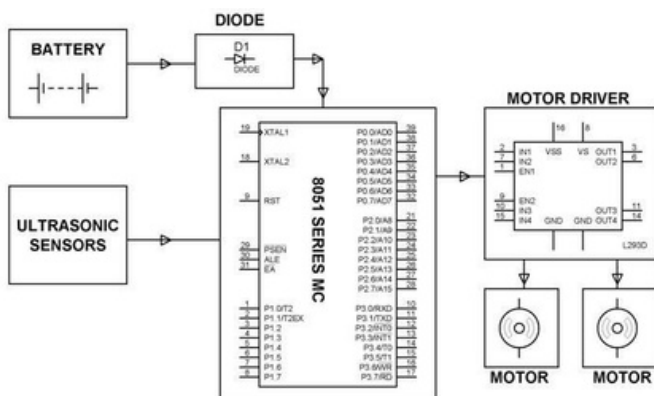 DIODE
BATTERY
D1
DIODE
MOTOR DRIVER
ULTRASONIC
SENSORS
8051 SERIES MC
19 XTAL1
18 XTAL2
9 RST
29 PSEN
30 ALE
31 EA
1 P1.0/T2
2 P1.1/T2EX
3 P1.2
4 P1.3
5 P1.4
6 P1.5
7 P1.6
8 P1.7
P0.0/AD0 39
P0.1/AD1 38
P0.2/AD2 37
P0.3/AD3 36
P0.4/AD4 35
P0.5/AD5 34
P0.6/AD6 33
P0.7/AD7 32
P2.0/A8 21
P2.1/A9 22
P2.2/A10 23
P2.3/A11 24
P2.4/A12 25
P2.5/A13 26
P2.6/A14 27
P2.7/A15 28
P3.0/RXD 10
P3.1/TXD 11
P3.2/INT0 12
P3.3/INT1 13
P3.4/T0 14
P3.5/T1 15
P3.6/WR 16
P3.7/RD 17
16 8
2 IN1 VSS VS OUT1 3
7 IN2 OUT2 6
1 EN1
9 EN2
10 IN3 OUT3 11
15 IN4 GND GND OUT4 14
L293D
MOTOR MOTOR